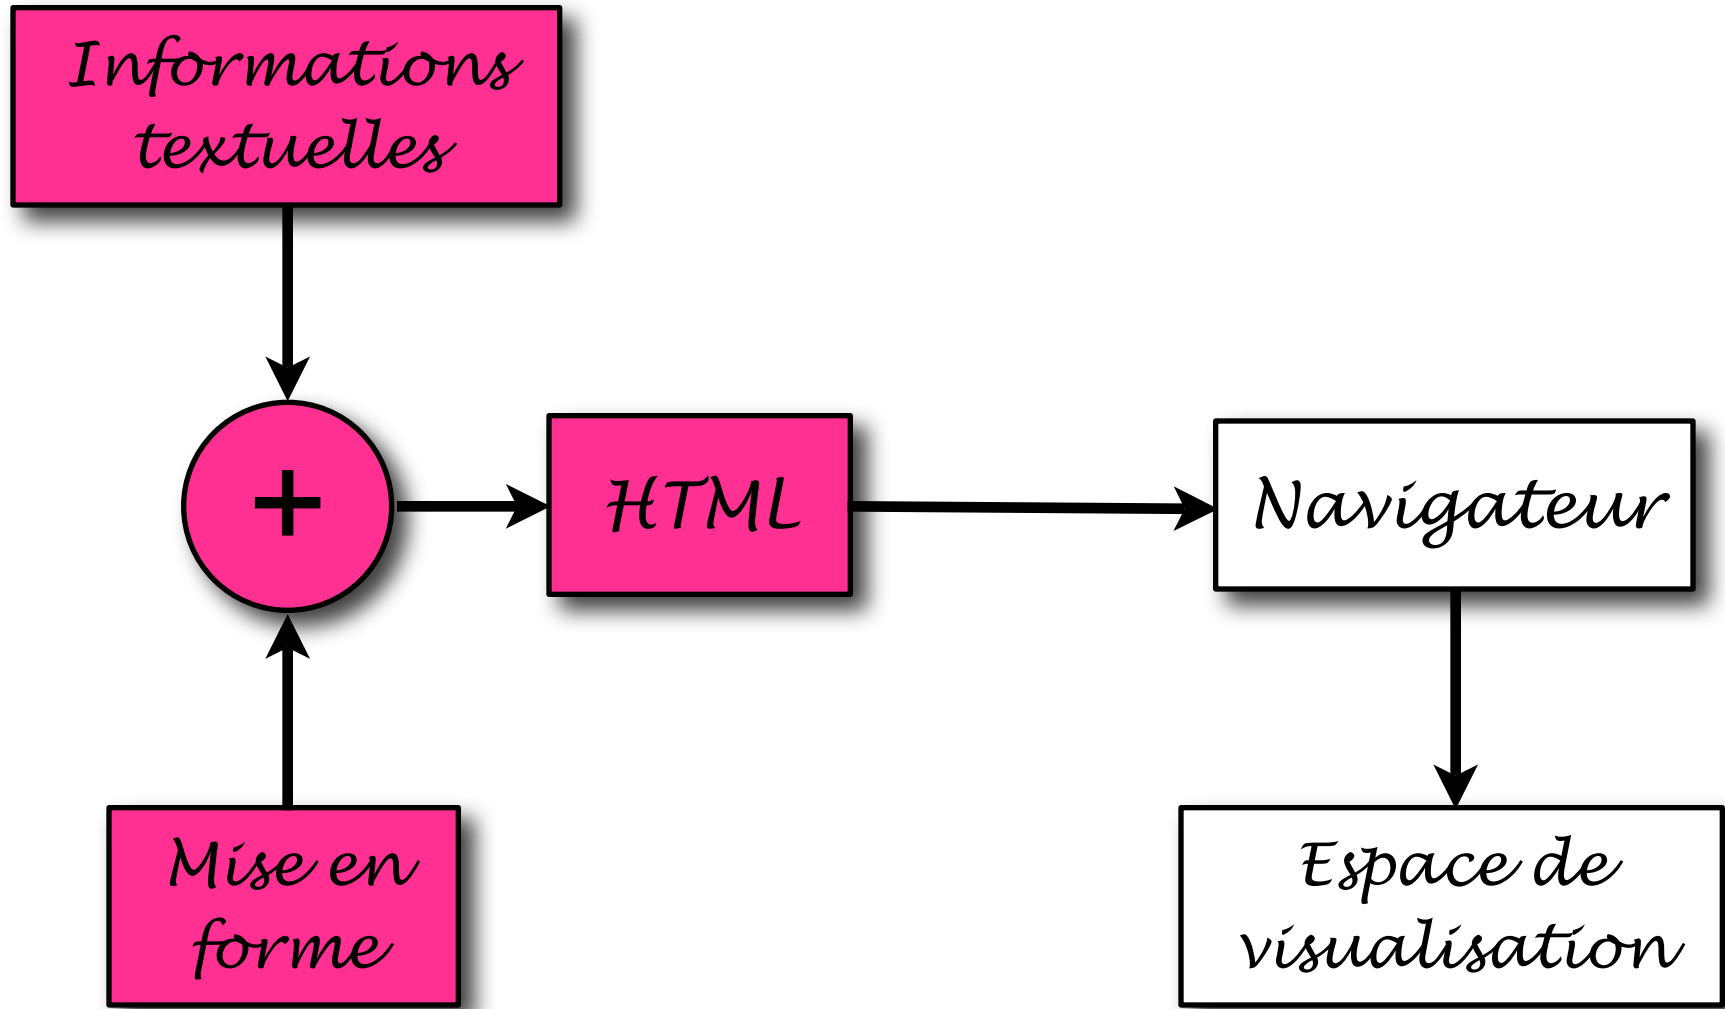 Informations
textuelles
+
HTML
Navigateur
Mise en
forme
Espace de
visualisation